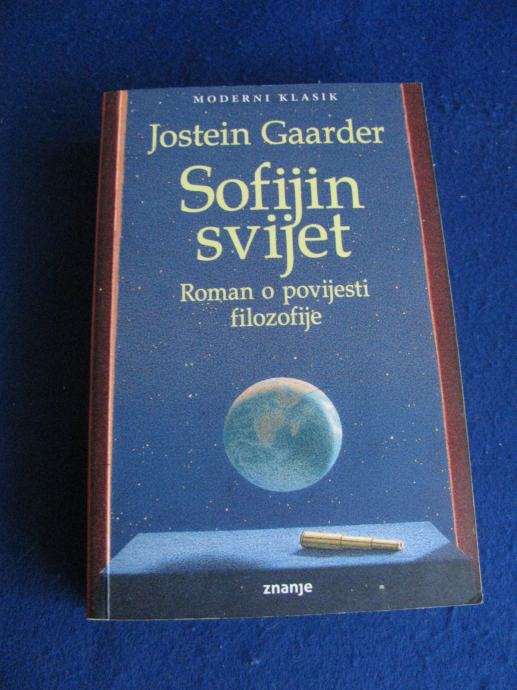 MODERNI KLASIK
Jostein Gaarder
Sofijin
svijet
Roman o povijesti
filozofije
znanje